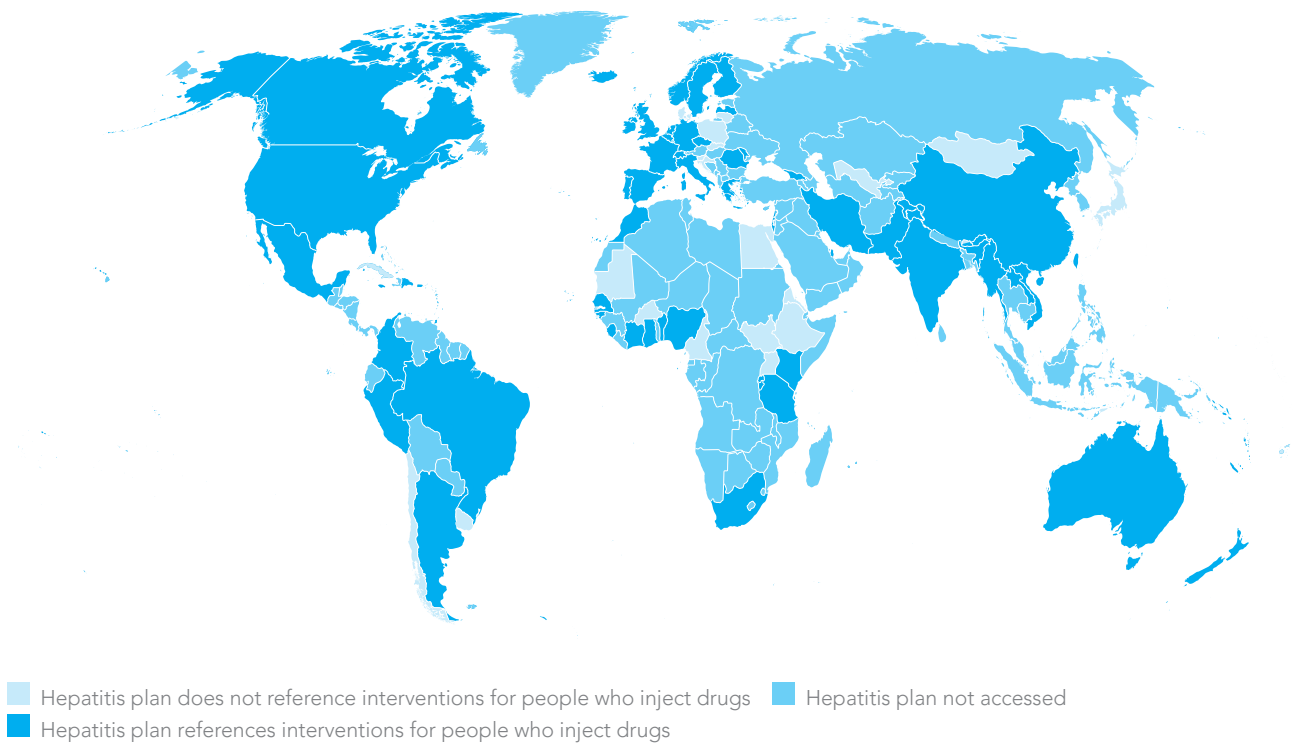 Hepatitis plan does not reference interventions for people who inject drugs
Hepatitis plan not accessed
Hepatitis plan references interventions for people who inject drugs